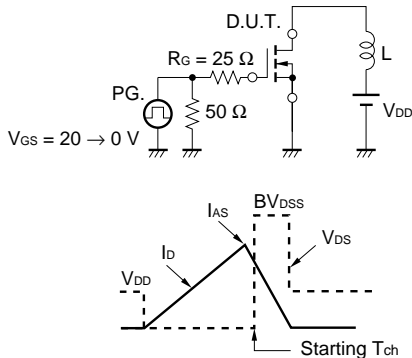 D.U.T.
RG = 25 Ω
L
PG.
50 Ω
VDD
VGS = 20 → 0 V
BVDSS
IAS
ID
VDS
VDD
Starting Tch